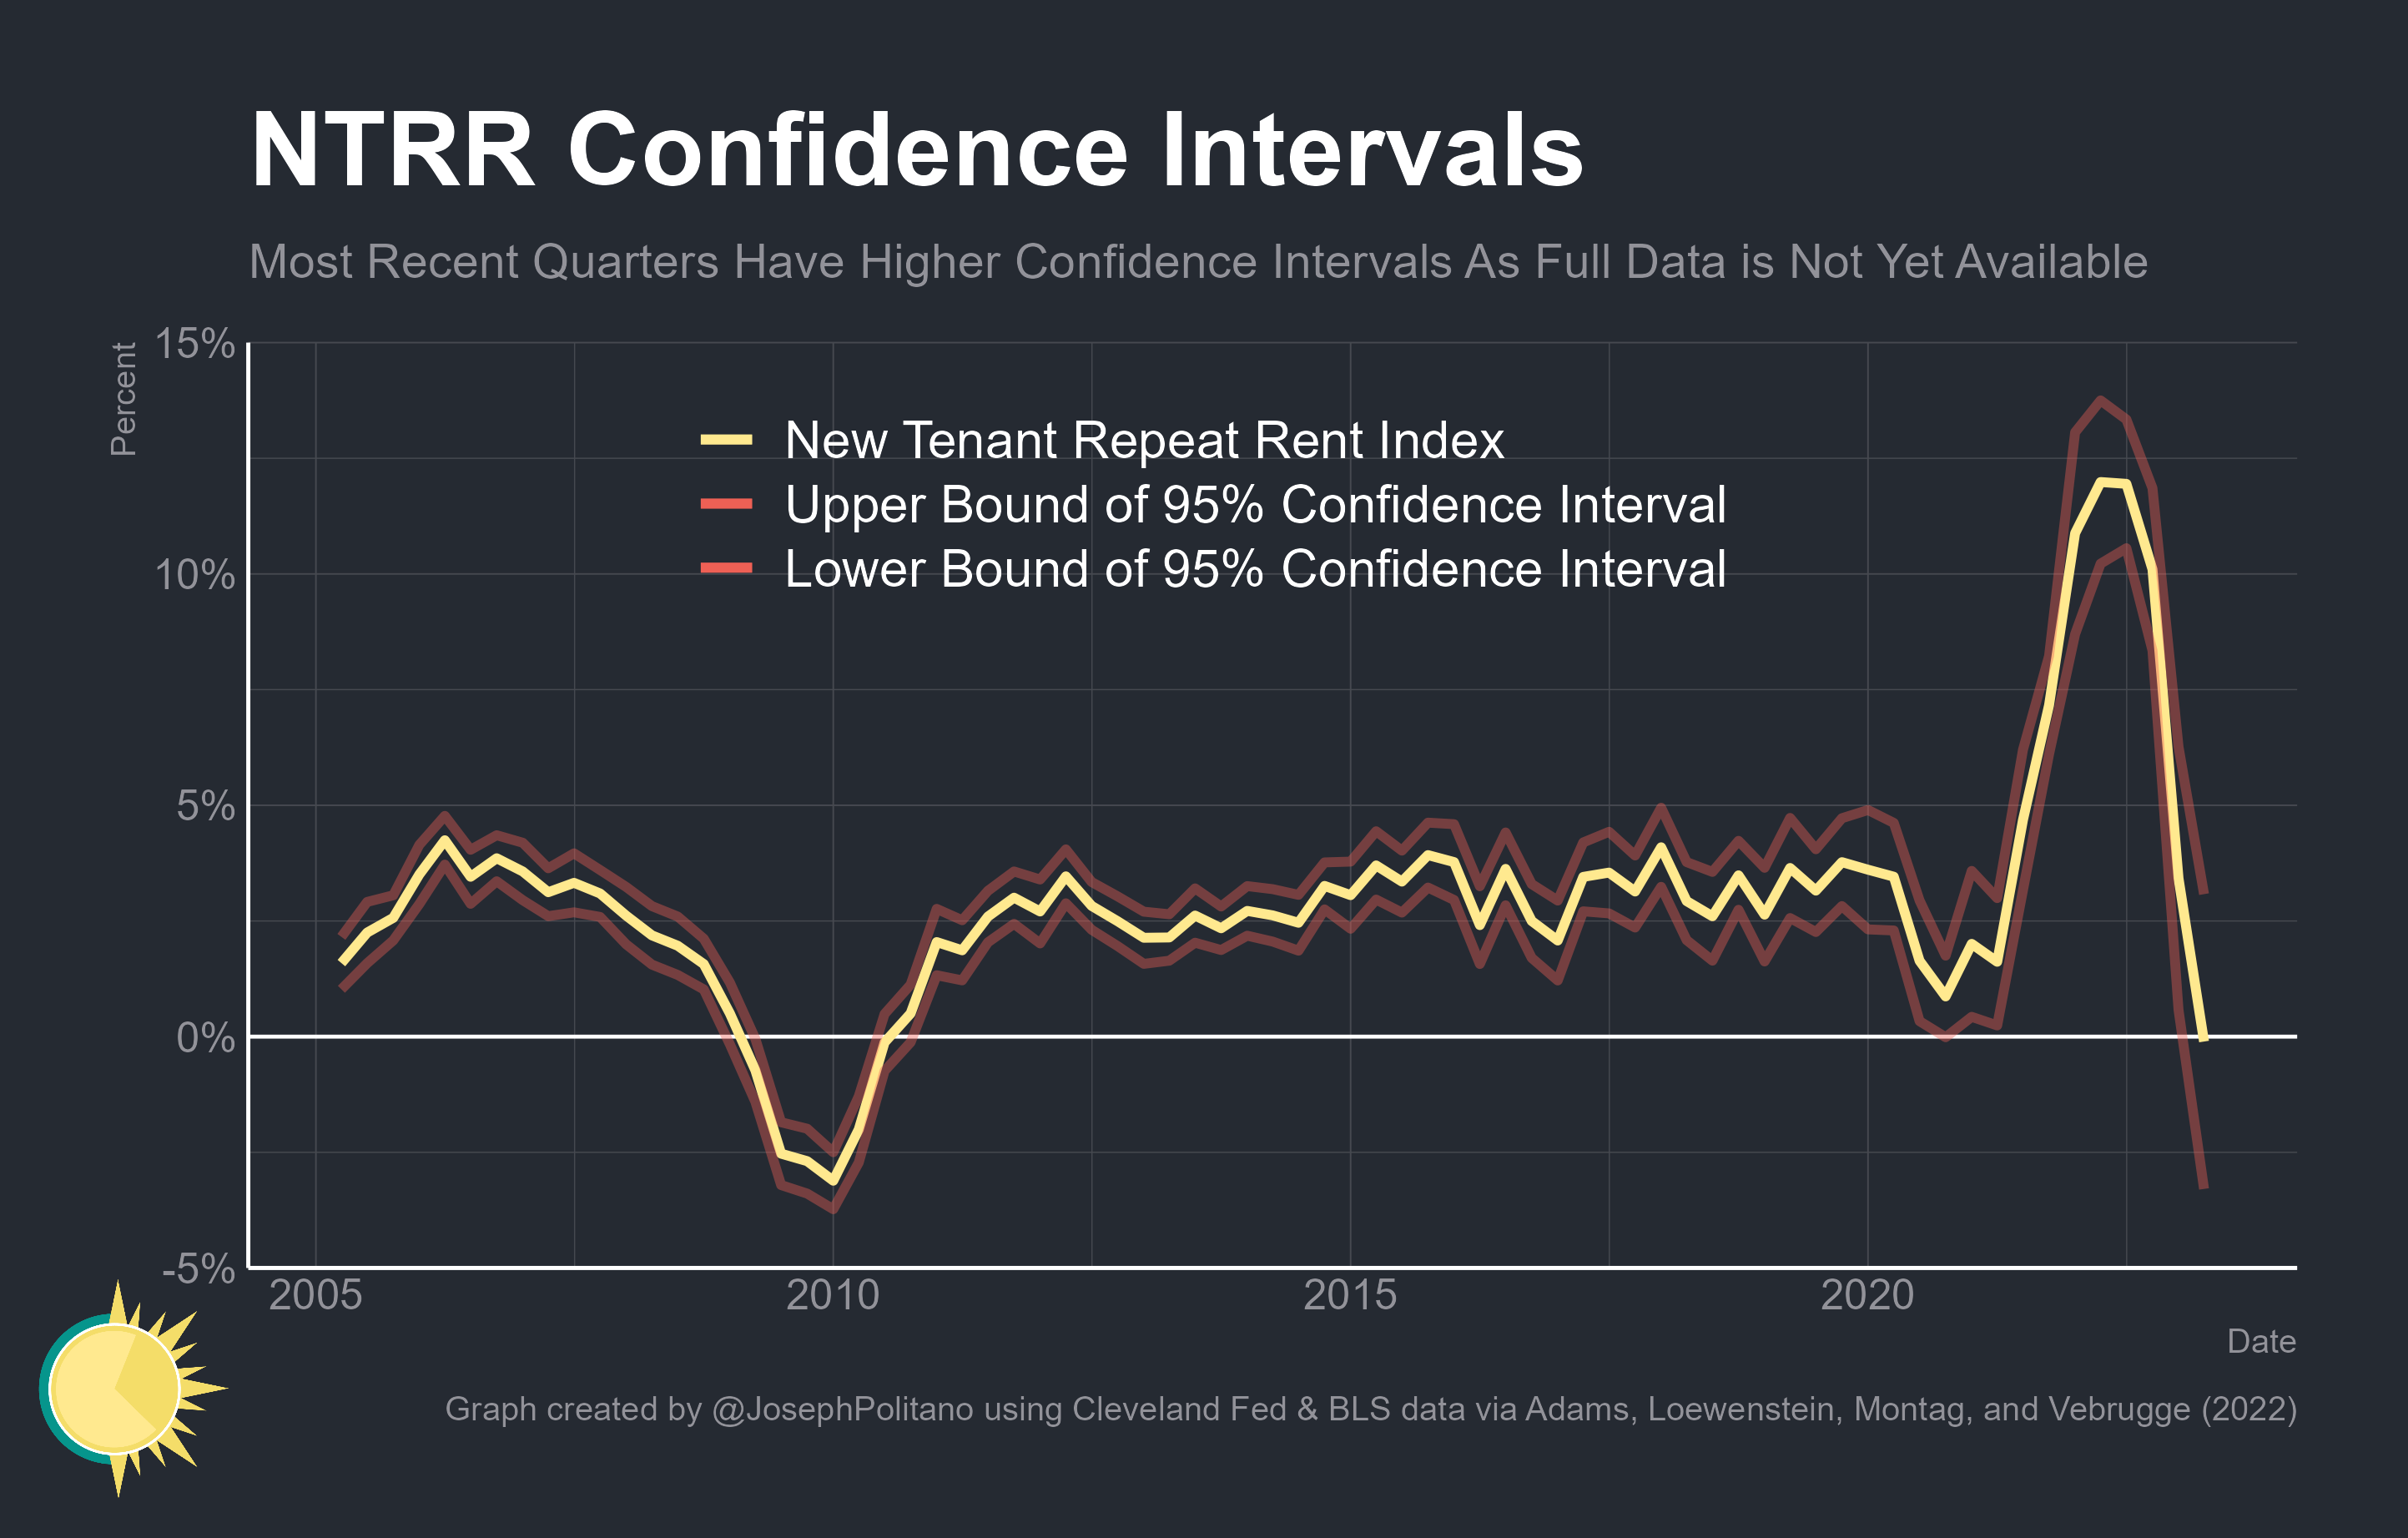 NTRR Confidence Intervals
Most Recent Quarters Have Higher Confidence Intervals As Full Data is Not Yet Available
Percent
15%
10%
5%
0%
-5%
New Tenant Repeat Rent Index
Upper Bound of 95% Confidence Interval
Lower Bound of 95% Confidence Interval
2005 2010 2015 2020
Date
Graph created by @JosephPolitano using Cleveland Fed & BLS data via Adams, Loewenstein, Montag, and Vebrugge (2022)